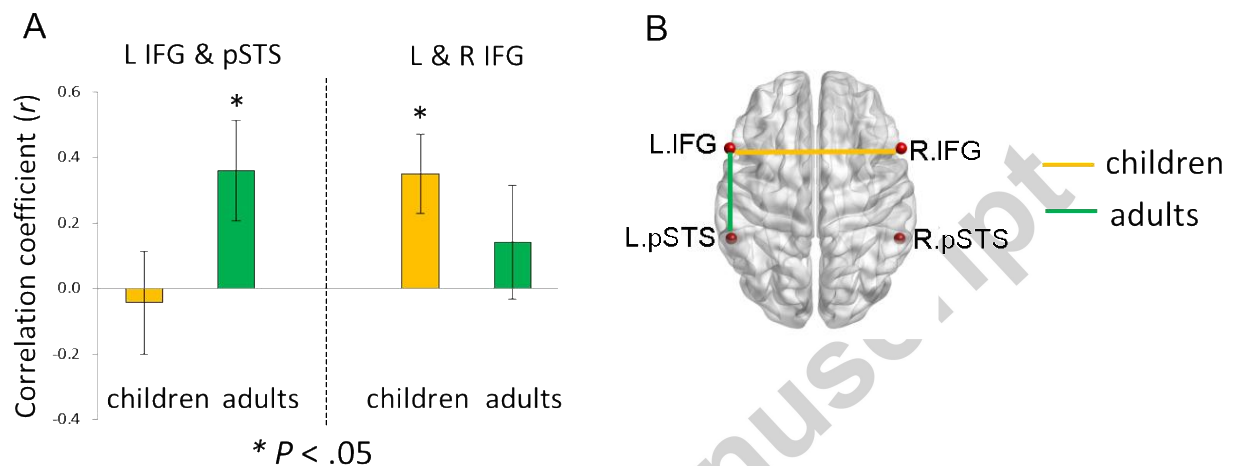 A
L IFG & pSTS
L & R IFG
Correlation coefficient (r)
0.6
0.4
0.2
0.0
-0.2
-0.4
*
*
children adults
children adults
* P < .05
B
L.IFG
R.IFG
L.pSTS
R.pSTS
children
adults
nuscript